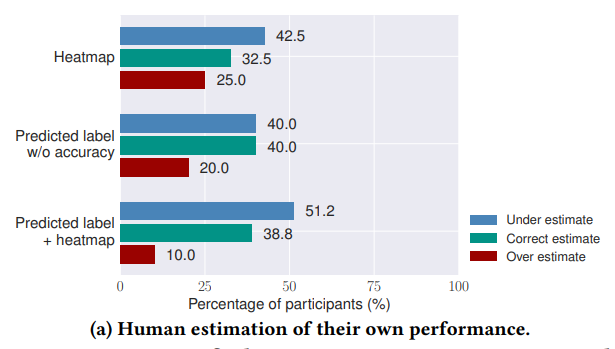 Heatmap
42.5
32.5
25.0
Predicted label
w/o accuracy
40.0
40.0
20.0
Predicted label
+ heatmap
51.2
38.8
10.0
Under estimate
Correct estimate
Over estimate
0 25 50 75 100
Percentage of participants (%)
(a) Human estimation of their own performance.